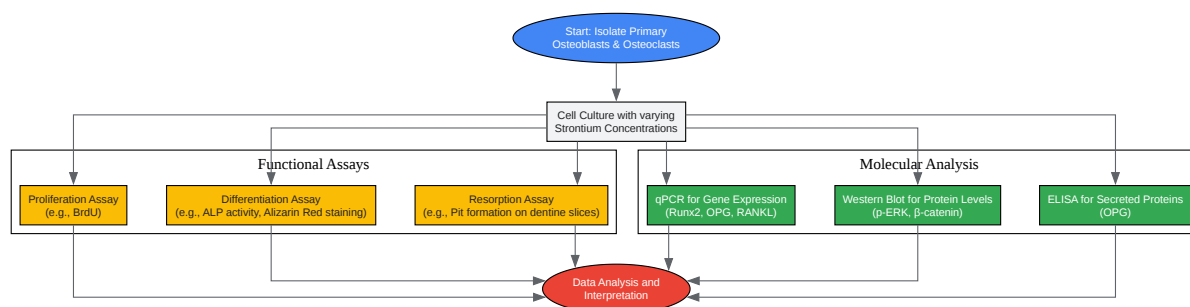 Start: Isolate Primary
Osteoblasts & Osteoclasts
Cell Culture with varying
Strontium Concentrations
Functional Assays
Molecular Analysis
Proliferation Assay
(e.g., BrdU)
Differentiation Assay
(e.g., ALP activity, Alizarin Red staining)
Resorption Assay
(e.g., Pit formation on dentine slices)
qPCR for Gene Expression
(Runx2, OPG, RANKL)
Western Blot for Protein Levels
(p-ERK, β-catenin)
ELISA for Secreted Proteins
(OPG)
Data Analysis and
Interpretation